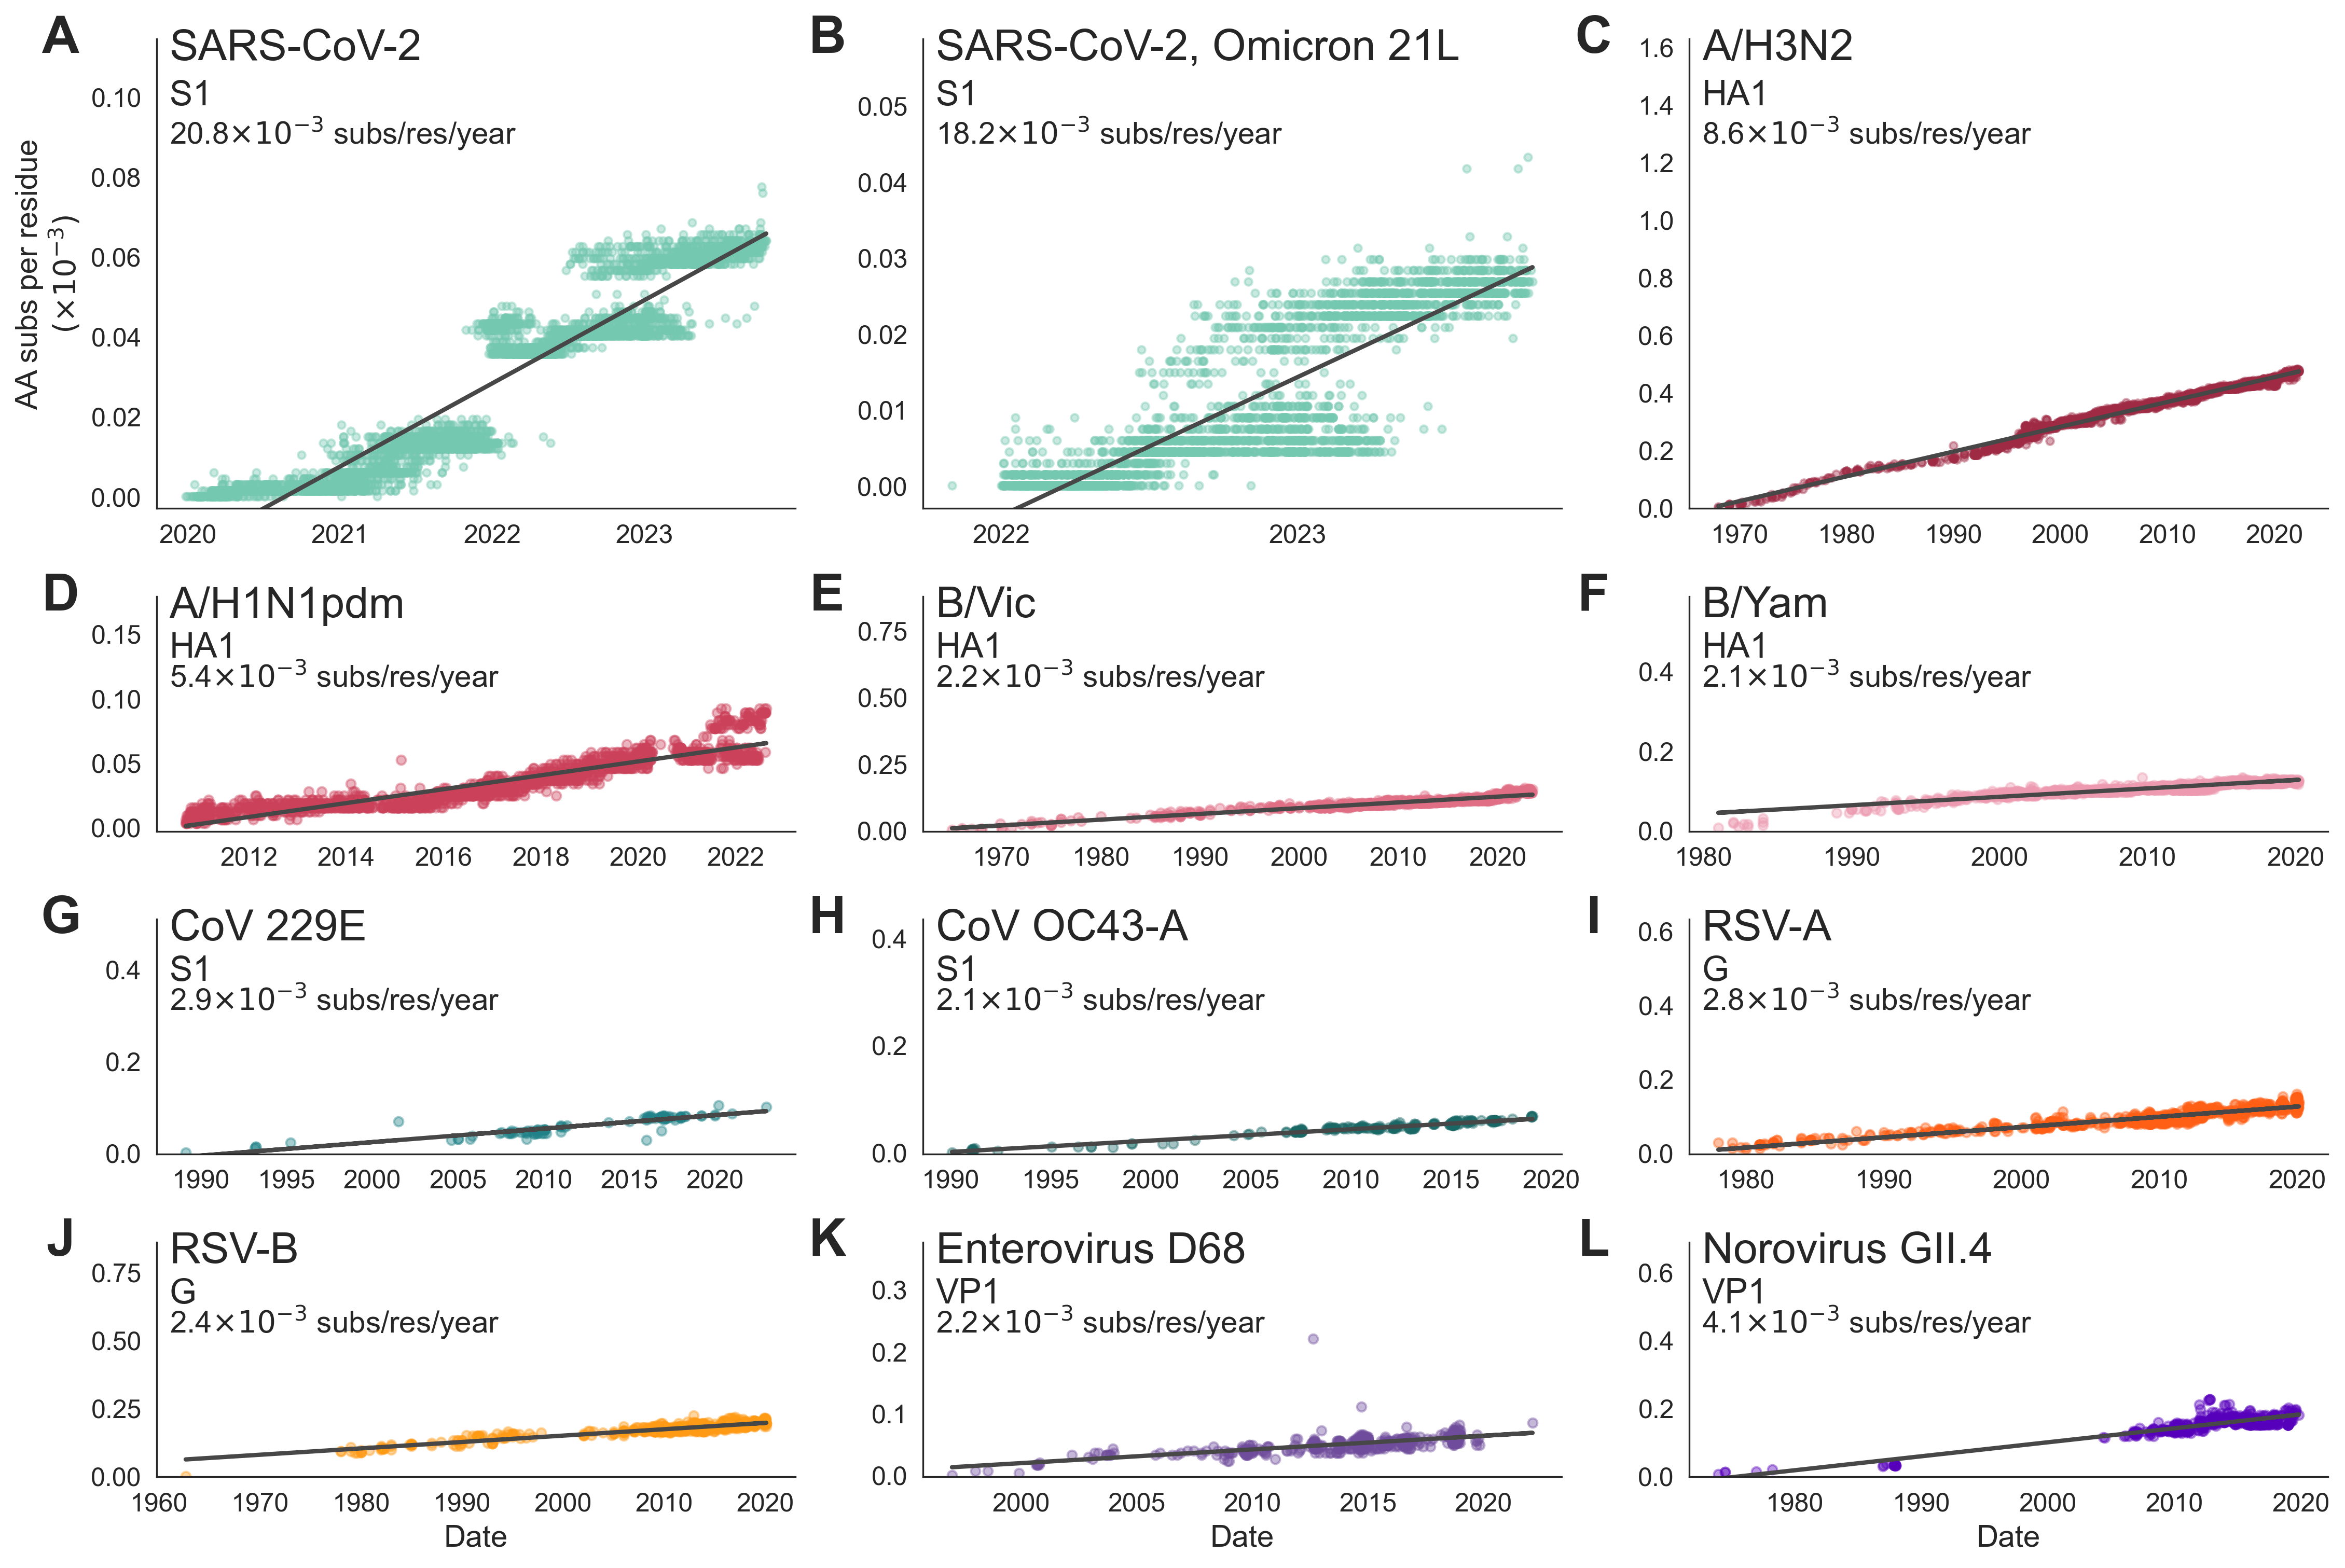 A
SARS-CoV-2
S1
20.8×10⁻³ subs/res/year
AA subs per residue
(×10⁻³)
0.10
0.08
0.06
0.04
0.02
0.00
2020 2021 2022 2023
B
SARS-CoV-2, Omicron 21L
S1
18.2×10⁻³ subs/res/year
0.05
0.04
0.03
0.02
0.01
0.00
2022 2023
C
A/H3N2
HA1
8.6×10⁻³ subs/res/year
1.6
1.4
1.2
1.0
0.8
0.6
0.4
0.2
0.0
1970 1980 1990 2000 2010 2020
D
A/H1N1pdm
HA1
5.4×10⁻³ subs/res/year
0.15
0.10
0.05
0.00
2012 2014 2016 2018 2020 2022
E
B/Vic
HA1
2.2×10⁻³ subs/res/year
0.75
0.50
0.25
0.00
1970 1980 1990 2000 2010 2020
F
B/Yam
HA1
2.1×10⁻³ subs/res/year
0.4
0.2
0.0
1980 1990 2000 2010 2020
G
CoV 229E
S1
2.9×10⁻³ subs/res/year
0.4
0.2
0.0
1990 1995 2000 2005 2010 2015 2020
H
CoV OC43-A
S1
2.1×10⁻³ subs/res/year
0.4
0.2
0.0
1990 1995 2000 2005 2010 2015 2020
I
RSV-A
G
2.8×10⁻³ subs/res/year
0.6
0.4
0.2
0.0
1980 1990 2000 2010 2020
J
RSV-B
G
2.4×10⁻³ subs/res/year
0.75
0.50
0.25
0.00
1960 1970 1980 1990 2000 2010 2020
Date
K
Enterovirus D68
VP1
2.2×10⁻³ subs/res/year
0.3
0.2
0.1
0.0
2000 2005 2010 2015 2020
Date
L
Norovirus GII.4
VP1
4.1×10⁻³ subs/res/year
0.6
0.4
0.2
0.0
1980 1990 2000 2010 2020
Date